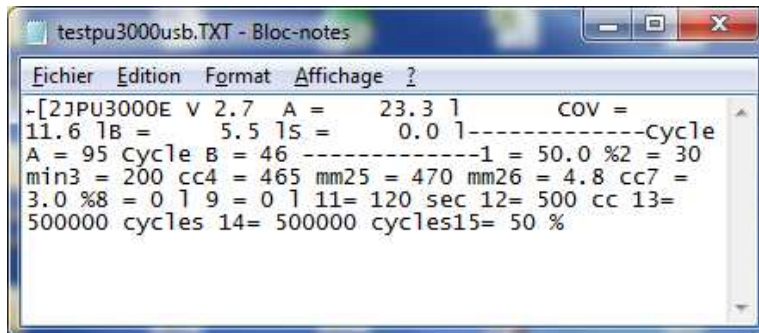 testpu3000usb.TXT - Bloc-notes
Fichier Edition Format Affichage ?
←[2JPU3000E V 2.7 A = 23.3 l COV =
11.6 lB = 5.5 lS = 0.0 l-------------Cycle
A = 95 Cycle B = 46 -------------1 = 50.0 %2 = 30
min3 = 200 cc4 = 465 mm25 = 470 mm26 = 4.8 cc7 =
3.0 %8 = 0 l 9 = 0 l 11= 120 sec 12= 500 cc 13=
500000 cycles 14= 500000 cycles15= 50 %